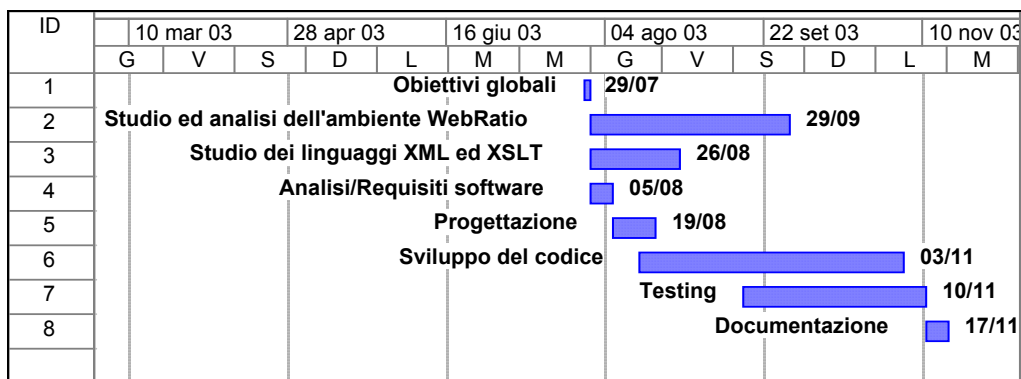 ID
10 mar 03 28 apr 03 16 giu 03 04 ago 03 22 set 03 10 nov 03
G V S D L M M G V S D L M
1 Obiettivi globali 29/07
2 Studio ed analisi dell'ambiente WebRatio 29/09
3 Studio dei linguaggi XML ed XSLT 26/08
4 Analisi/Requisiti software 05/08
5 Progettazione 19/08
6 Sviluppo del codice 03/11
7 Testing 10/11
8 Documentazione 17/11